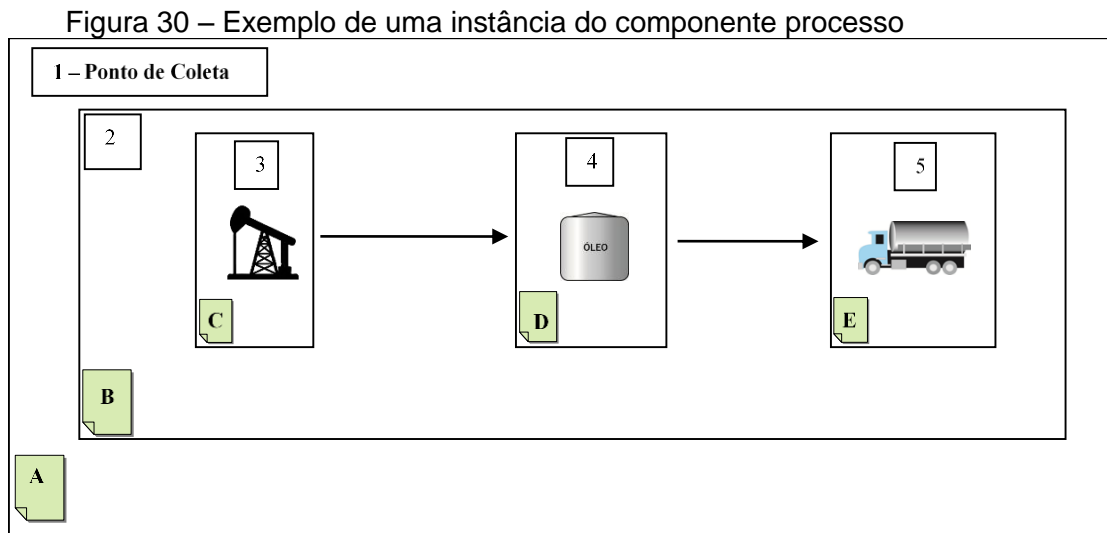 Figura 30 – Exemplo de uma instância do componente processo
1 – Ponto de Coleta
2
3
4
5
ÓLEO
C
D
E
B
A